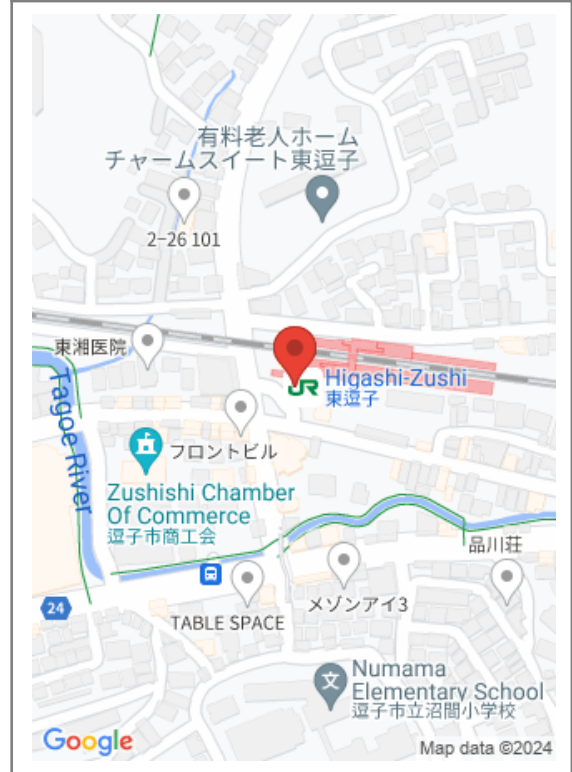 有料老人ホーム
チャームスイート東逗子
2-26 101
東湘医院
JR
Higashi-Zushi
東逗子
Tagoe River
フロントビル
Zushishi Chamber
Of Commerce
逗子市商工会
品川荘
24
TABLE SPACE
メゾンアイ3
文
Numama
Elementary School
逗子市立沼間小学校
Google
Map data ©2024